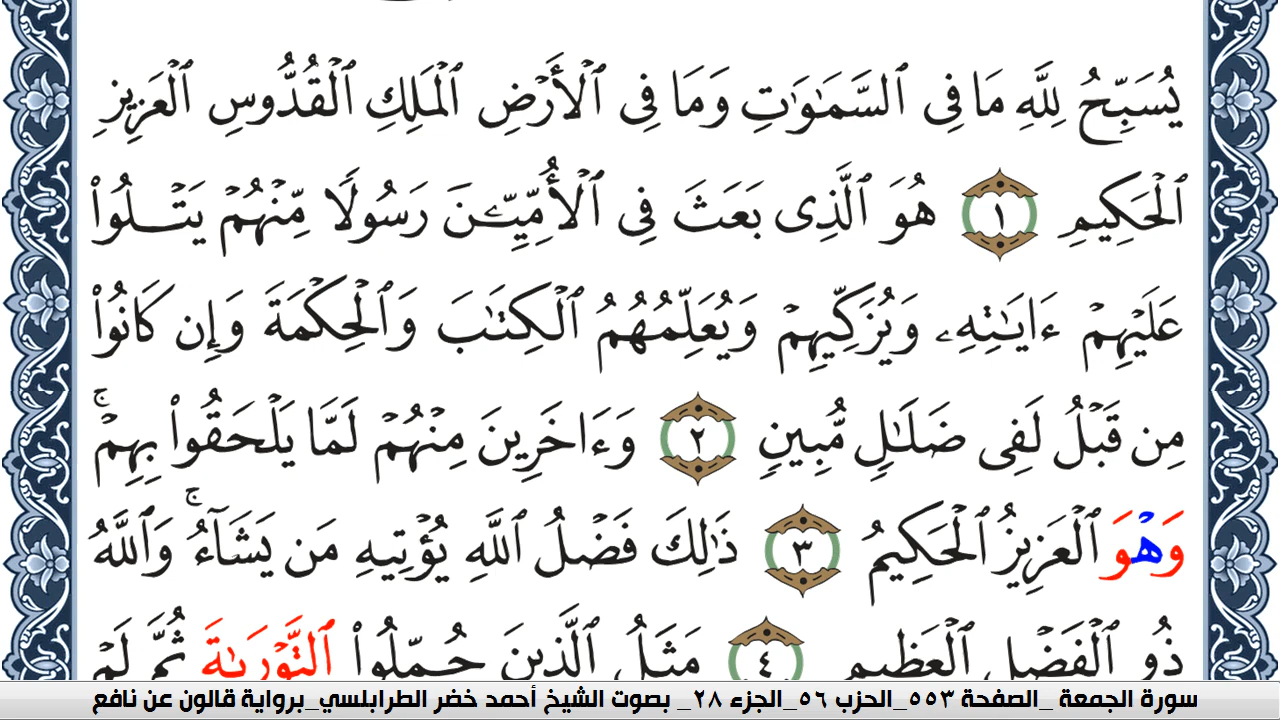 يُسَبِّحُ لِلَّهِ مَا فِى ٱلسَّمَٰوَٰتِ وَمَا فِى ٱلْأَرْضِ ٱلْمَلِكِ ٱلْقُدُّوسِ ٱلْعَزِيزِ
ٱلْحَكِيمِ ١ هُوَ ٱلَّذِى بَعَثَ فِى ٱلْأُمِّيِّـۧنَ رَسُولًا مِّنْهُمْ يَتْلُوا۟
عَلَيْهِمْ ءَايَٰتِهِۦ وَيُزَكِّيهِمْ وَيُعَلِّمُهُمُ ٱلْكِتَٰبَ وَٱلْحِكْمَةَ وَإِن كَانُوا۟
مِن قَبْلُ لَفِى ضَلَٰلٍ مُّبِينٍ ٢ وَءَاخَرِينَ مِنْهُمْ لَمَّا يَلْحَقُوا۟ بِهِمْ ۚ
وَهْوَ ٱلْعَزِيزُ ٱلْحَكِيمُ ٣ ذَٰلِكَ فَضْلُ ٱللَّهِ يُؤْتِيهِ مَن يَشَآءُ ۚ وَٱللَّهُ
ذُو ٱلْفَضْلِ ٱلْعَظِيمِ ٤ مَثَلُ ٱلَّذِينَ حُمِّلُوا۟ ٱلتَّوْرَىٰةَ ثُمَّ لَمْ
سورة الجمعة _الصفحة ٥٥٣_الحزب ٥٦_الجزء ٢٨_ بصوت الشيخ أحمد خضر الطرابلسي_برواية قالون عن نافع